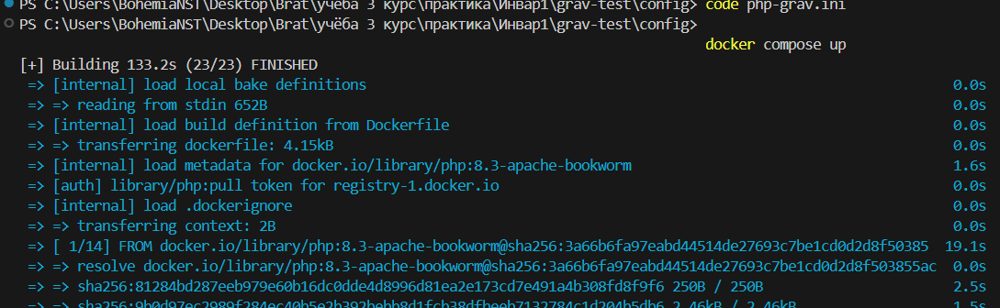 PS C:\Users\BohemiaNST\Desktop\Brat\учёба 3 курс\практика\Инвар1\grav-test\config> code php-grav.ini
PS C:\Users\BohemiaNST\Desktop\Brat\учёба 3 курс\практика\Инвар1\grav-test\config>
docker compose up
[+] Building 133.2s (23/23) FINISHED
=> [internal] load local bake definitions 0.0s
=> => reading from stdin 652B 0.0s
=> [internal] load build definition from Dockerfile 0.0s
=> => transferring dockerfile: 4.15kB 0.0s
=> [internal] load metadata for docker.io/library/php:8.3-apache-bookworm 1.6s
=> [auth] library/php:pull token for registry-1.docker.io 0.0s
=> [internal] load .dockerignore 0.0s
=> => transferring context: 2B 0.0s
=> [ 1/14] FROM docker.io/library/php:8.3-apache-bookworm@sha256:3a66b6fa97eabd44514de27693c7be1cd0d2d8f50385 19.1s
=> => resolve docker.io/library/php:8.3-apache-bookworm@sha256:3a66b6fa97eabd44514de27693c7be1cd0d2d8f503855ac 0.0s
=> => sha256:81284bd287eeb979e60b16dc0dde4d8996d81ea2e173cd7e491a4b308fd8f9f6 250B / 250B 2.5s
=> => 2.46kB / 2.46kB 1.5s